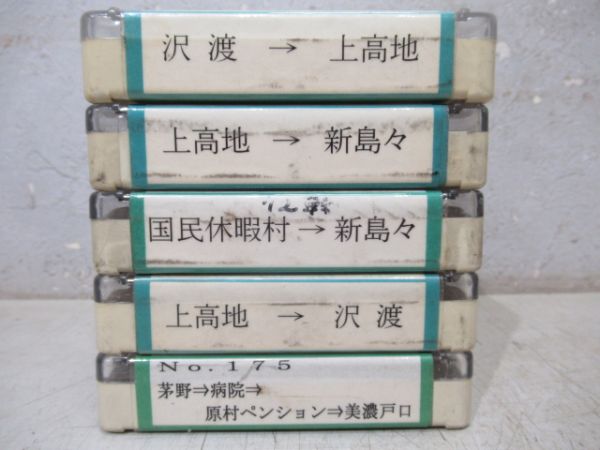 沢渡 → 上高地
上高地 → 新島々
国民休暇村 → 新島々
上高地 → 沢渡
No.175
茅野⇒病院⇒
原村ペンション⇒美濃戸口